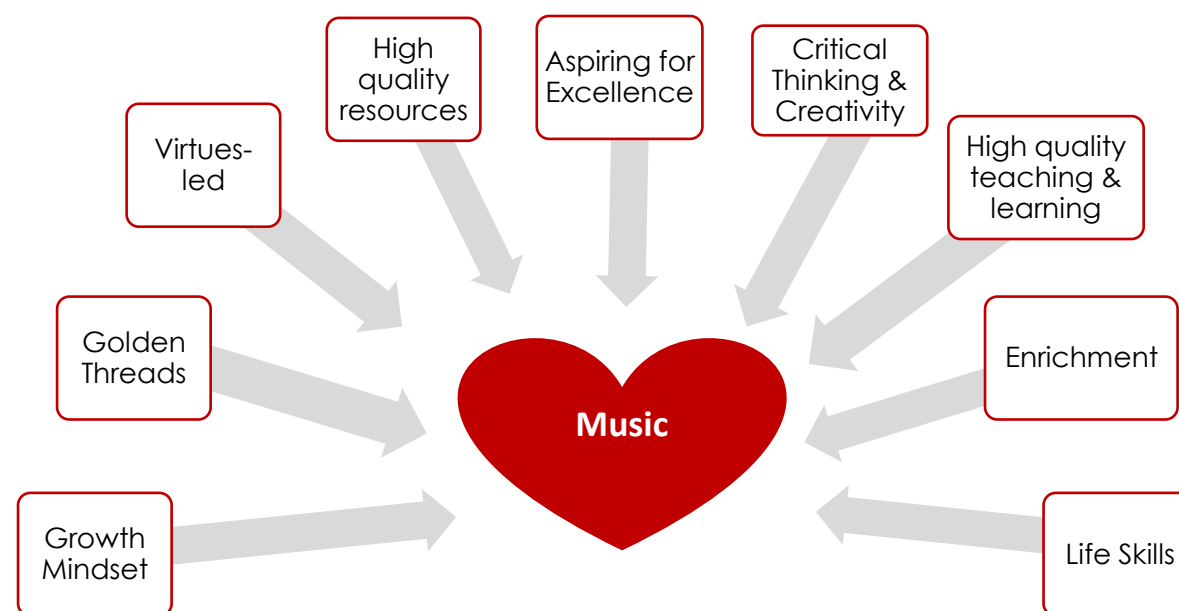 High
quality
resources
Aspiring for
Excellence
Critical
Thinking &
Creativity
Virtues-
led
High quality
teaching &
learning
Golden
Threads
Enrichment
Music
Growth
Mindset
Life Skills